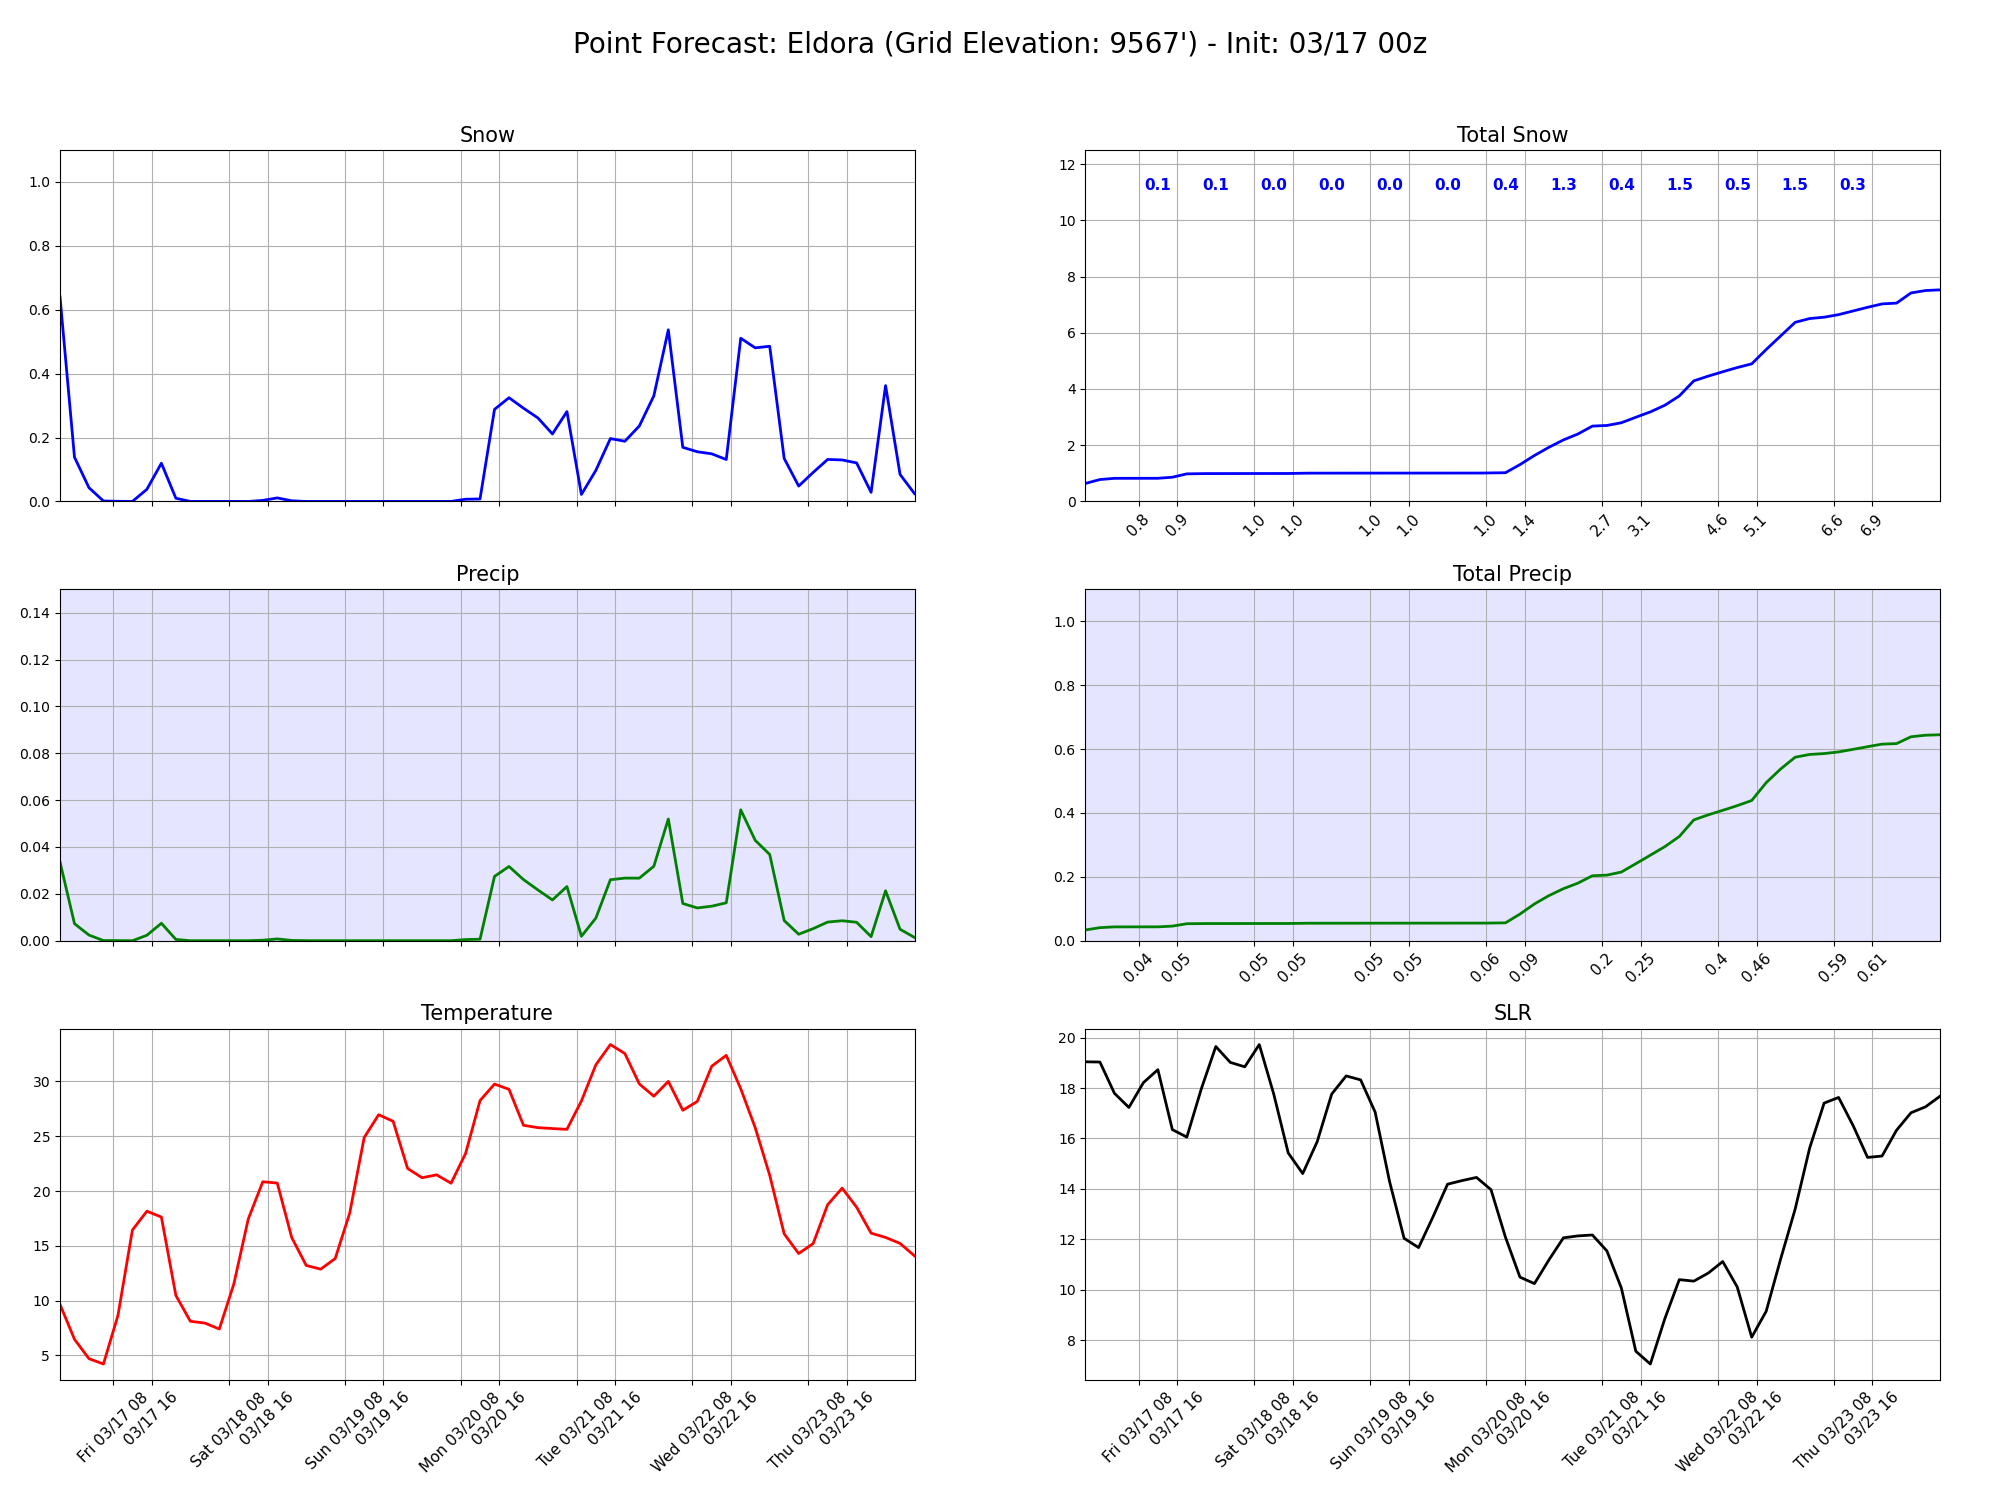 Point Forecast: Eldora (Grid Elevation: 9567') - Init: 03/17 00z
Snow
1.0
0.8
0.6
0.4
0.2
0.0
Total Snow
12
10
8
6
4
2
0
0.1 0.1 0.0 0.0 0.0 0.0 0.4 1.3 0.4 1.5 0.5 1.5 0.3
0.8 0.9 1.0 1.0 1.0 1.0 1.0 1.4 2.7 3.1 4.6 5.1 6.6 6.9
Precip
0.14
0.12
0.10
0.08
0.06
0.04
0.02
0.00
Total Precip
1.0
0.8
0.6
0.4
0.2
0.0
0.04 0.05 0.05 0.05 0.05 0.05 0.06 0.09 0.2 0.25 0.4 0.46 0.59 0.61
Temperature
30
25
20
15
10
5
Fri 03/17 08
03/17 16
Sat 03/18 08
03/18 16
Sun 03/19 08
03/19 16
Mon 03/20 08
03/20 16
Tue 03/21 08
03/21 16
Wed 03/22 08
03/22 16
Thu 03/23 08
03/23 16
SLR
20
18
16
14
12
10
8
Fri 03/17 08
03/17 16
Sat 03/18 08
03/18 16
Sun 03/19 08
03/19 16
Mon 03/20 08
03/20 16
Tue 03/21 08
03/21 16
Wed 03/22 08
03/22 16
Thu 03/23 08
03/23 16